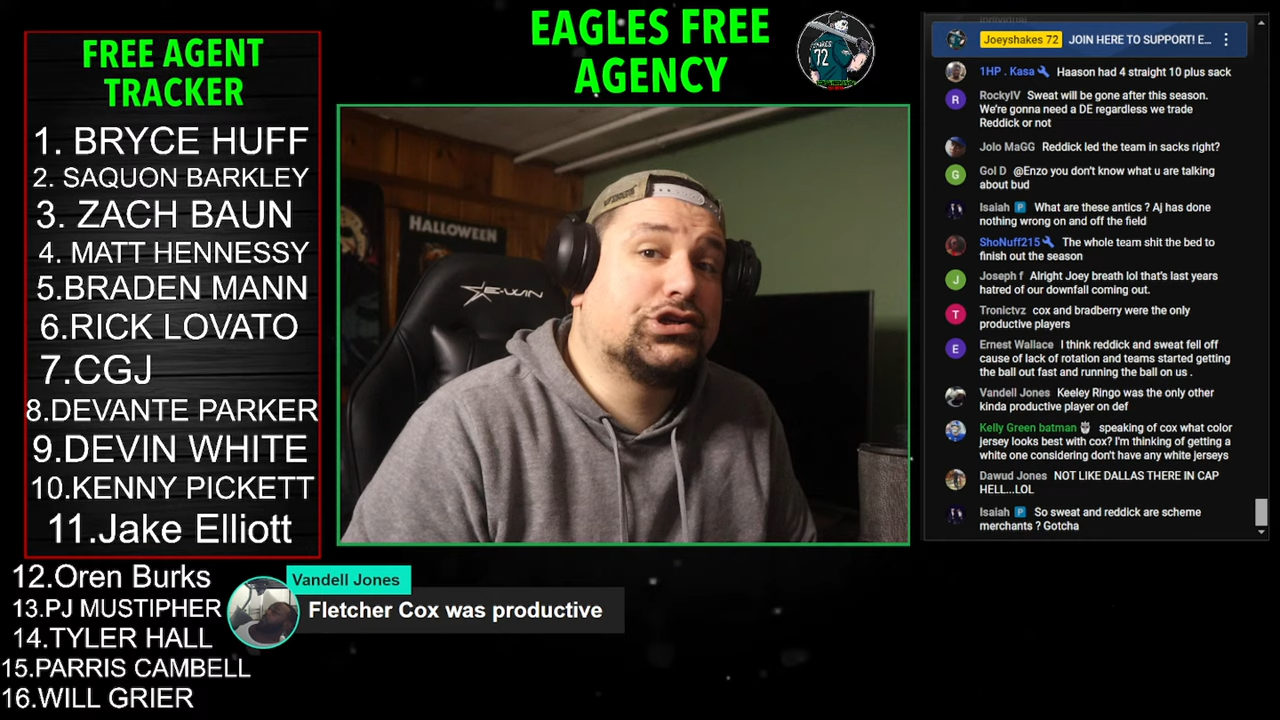 FREE AGENT
TRACKER
1. BRYCE HUFF
2. SAQUON BARKLEY
3. ZACH BAUN
4. MATT HENNESSY
5.BRADEN MANN
6.RICK LOVATO
7.CGJ
8.DEVANTE PARKER
9.DEVIN WHITE
10.KENNY PICKETT
11.Jake Elliott
12.Oren Burks
13.PJ MUSTIPHER
14.TYLER HALL
15.PARRIS CAMBELL
16.WILL GRIER
EAGLES FREE
AGENCY
72
HALLOWEEN
E-WIN
Vandell Jones
Fletcher Cox was productive
individual
Joeyshakes 72 JOIN HERE TO SUPPORT! E...
1HP . Kasa Haason had 4 straight 10 plus sack
RockyIV Sweat will be gone after this season.
We're gonna need a DE regardless we trade
Reddick or not
Jolo MaGG Reddick led the team in sacks right?
Gol D @Enzo you don't know what u are talking
about bud
Isaiah P What are these antics ? Aj has done
nothing wrong on and off the field
ShoNuff215 The whole team shit the bed to
finish out the season
Joseph f Alright Joey breath lol that's last years
hatred of our downfall coming out.
Tronictvz cox and bradberry were the only
productive players
Ernest Wallace I think reddick and sweat fell off
cause of lack of rotation and teams started getting
the ball out fast and running the ball on us .
Vandell Jones Keeley Ringo was the only other
kinda productive player on def
Kelly Green batman speaking of cox what color
jersey looks best with cox? I'm thinking of getting a
white one considering don't have any white jerseys
Dawud Jones NOT LIKE DALLAS THERE IN CAP
HELL...LOL
Isaiah P So sweat and reddick are scheme
merchants ? Gotcha